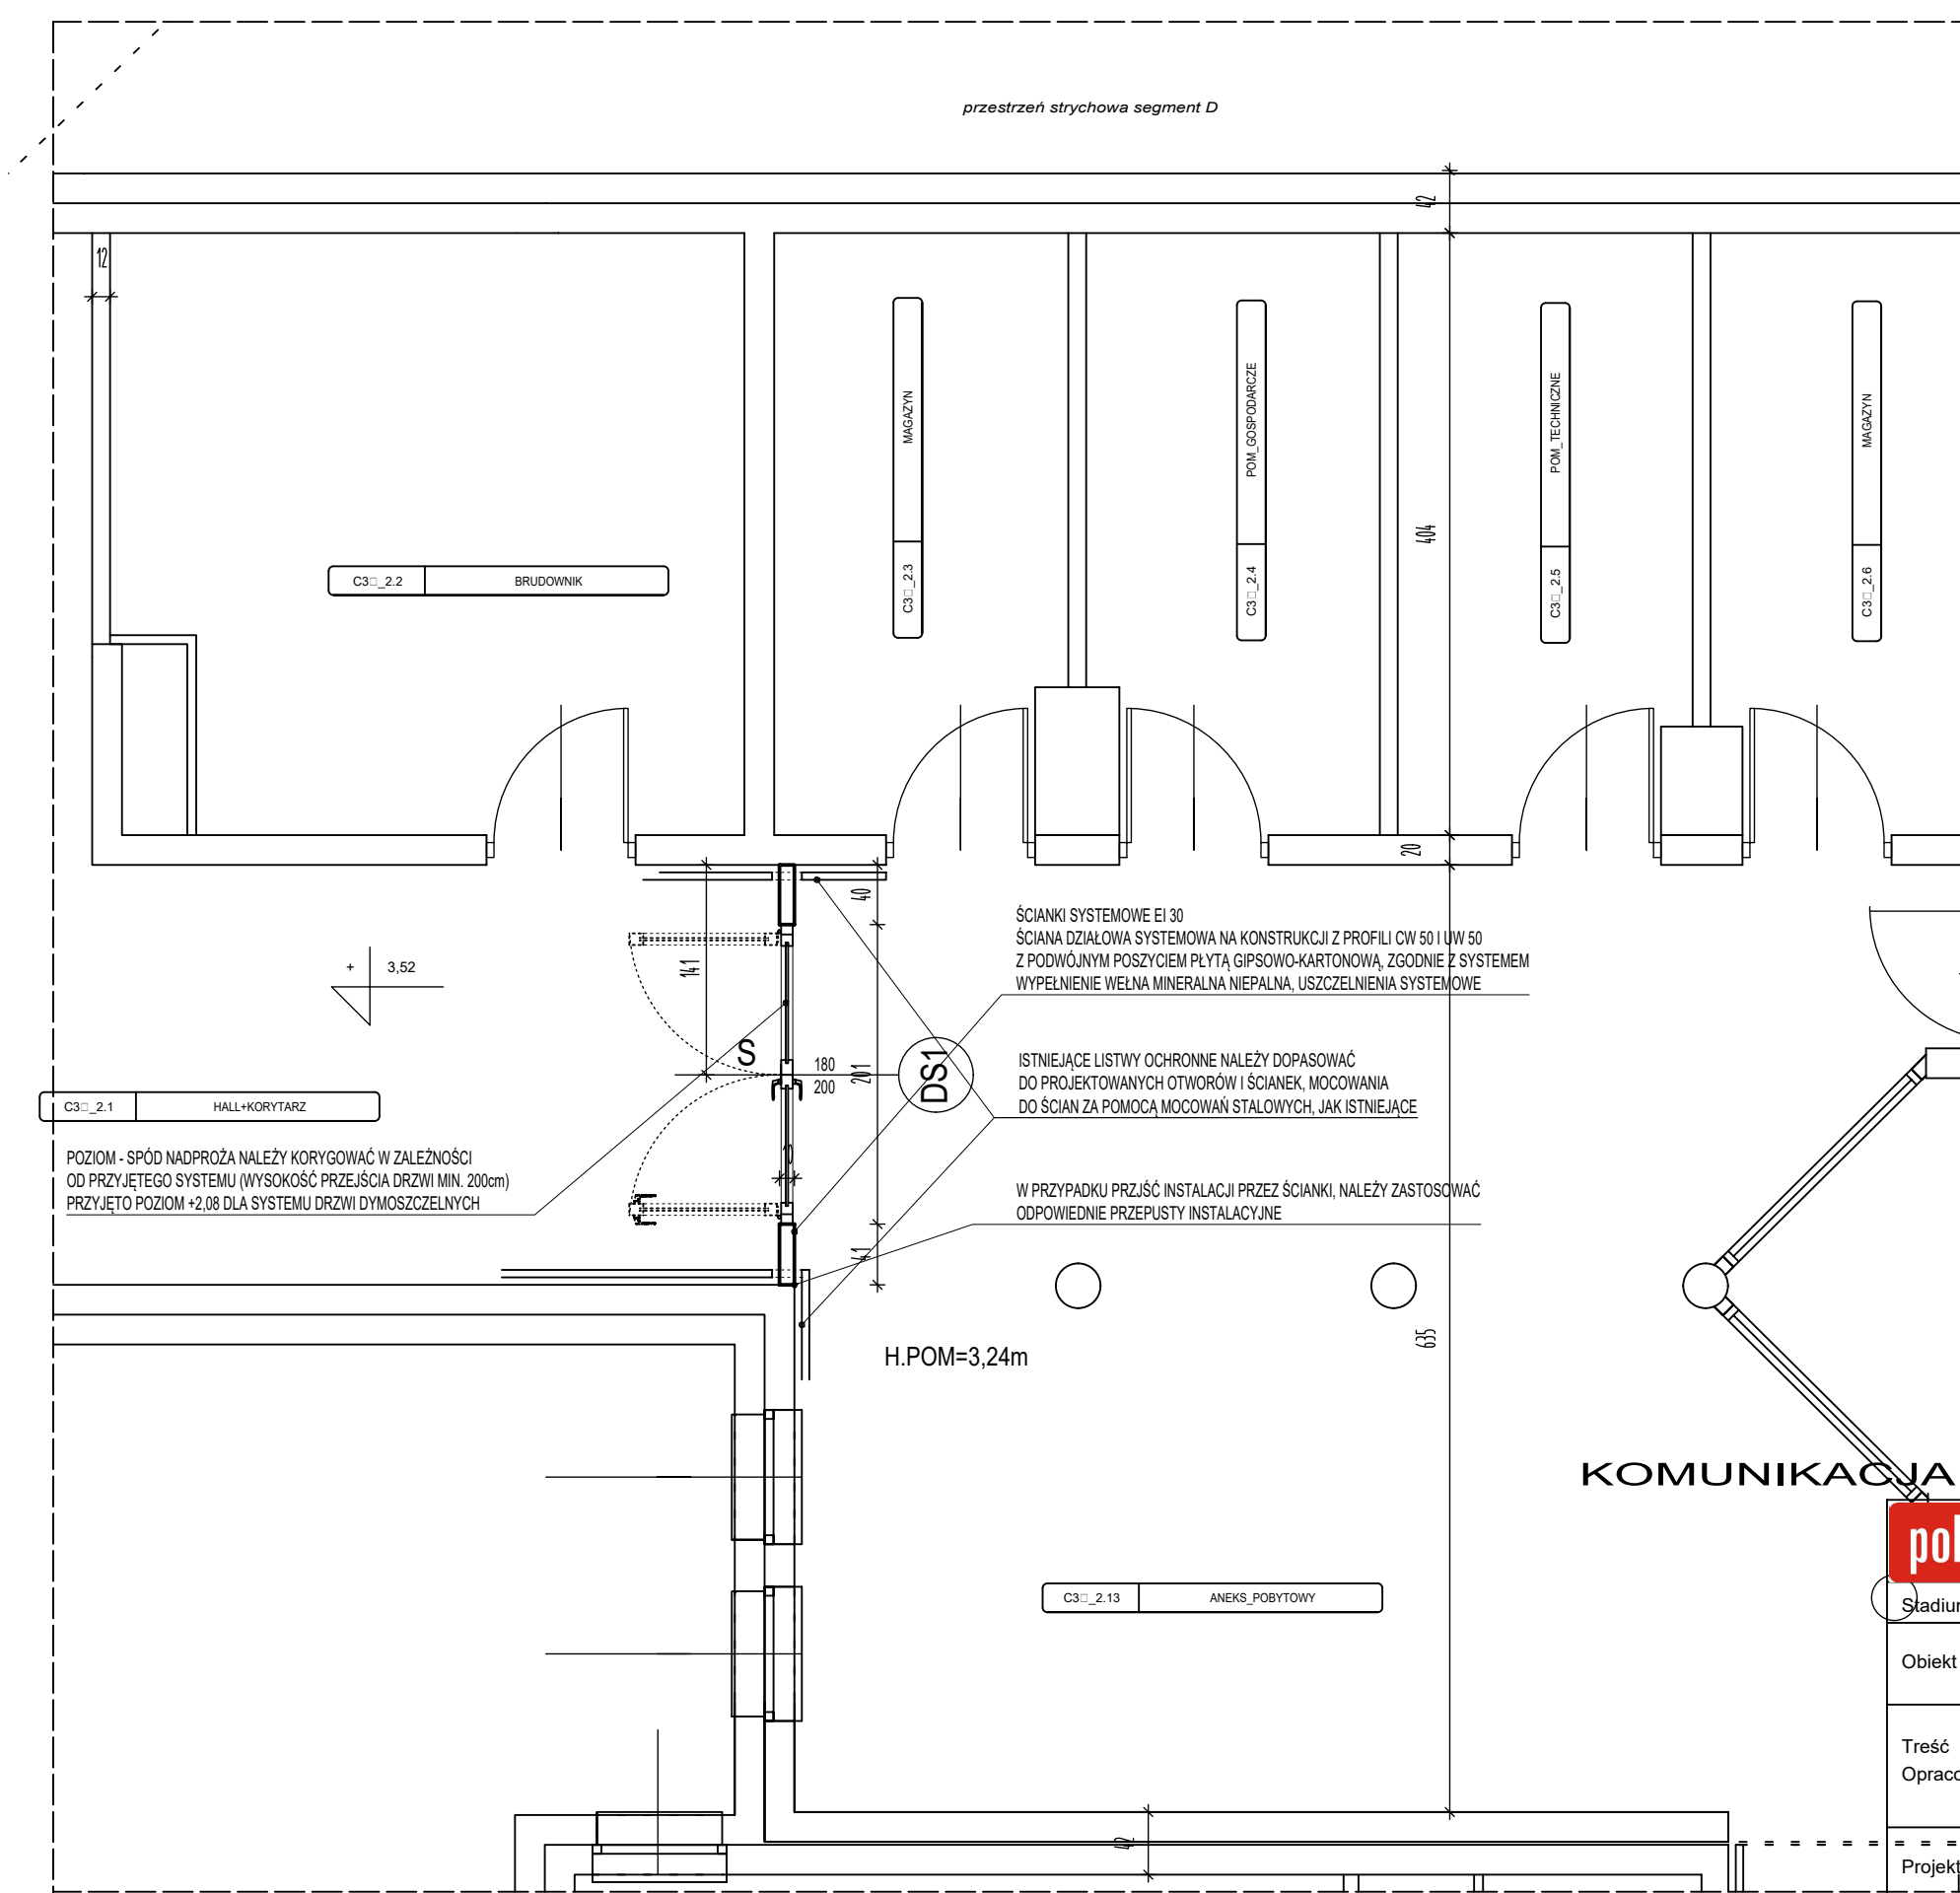 przestrzeń strychowa segment D
42
12
MAGAZYN
C3□_2.3
POM_GOSPODARCZE
C3□_2.4
POM_TECHNICZNE
C3□_2.5
MAGAZYN
C3□_2.6
404
C3□_2.2 BRUDOWNIK
20
40
141
+ 3,52
ŚCIANKI SYSTEMOWE EI 30
ŚCIANA DZIAŁOWA SYSTEMOWA NA KONSTRUKCJI Z PROFILI CW 50 I UW 50
Z PODWÓJNYM POSZYCIEM PŁYTĄ GIPSOWO-KARTONOWĄ, ZGODNIE Z SYSTEMEM
WYPEŁNIENIE WEŁNA MINERALNA NIEPALNA, USZCZELNIENIA SYSTEMOWE
S
180
200
201
DS1
ISTNIEJĄCE LISTWY OCHRONNE NALEŻY DOPASOWAĆ
DO PROJEKTOWANYCH OTWORÓW I ŚCIANEK, MOCOWANIA
DO ŚCIAN ZA POMOCĄ MOCOWAŃ STALOWYCH, JAK ISTNIEJĄCE
C3□_2.1 HALL+KORYTARZ
POZIOM - SPÓD NADPROŻA NALEŻY KORYGOWAĆ W ZALEŻNOŚCI
OD PRZYJĘTEGO SYSTEMU (WYSOKOŚĆ PRZEJŚCIA DRZWI MIN. 200cm)
PRZYJĘTO POZIOM +2,08 DLA SYSTEMU DRZWI DYMOSZCZELNYCH
W PRZYPADKU PRZJŚĆ INSTALACJI PRZEZ ŚCIANKI, NALEŻY ZASTOSOWAĆ
ODPOWIEDNIE PRZEPUSTY INSTALACYJNE
41
635
H.POM=3,24m
KOMUNIKACJA
C3□_2.13 ANEKS_POBYTOWY
Obiekt
Treść
42